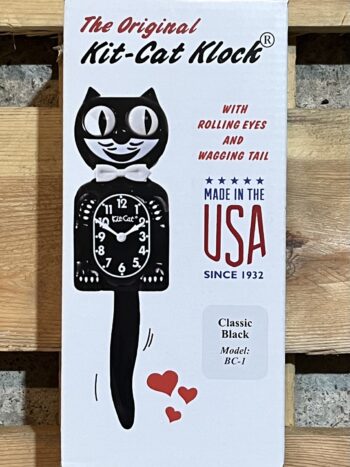 The Original
Kit-Cat Klock®
WITH
ROLLING EYES
AND
WAGGING TAIL
★★★★★
MADE IN THE
USA
SINCE 1932
12
1
2
3
4
5
6
7
8
9
10
11
Kit-Cat
Classic
Black
Model:
BC-1